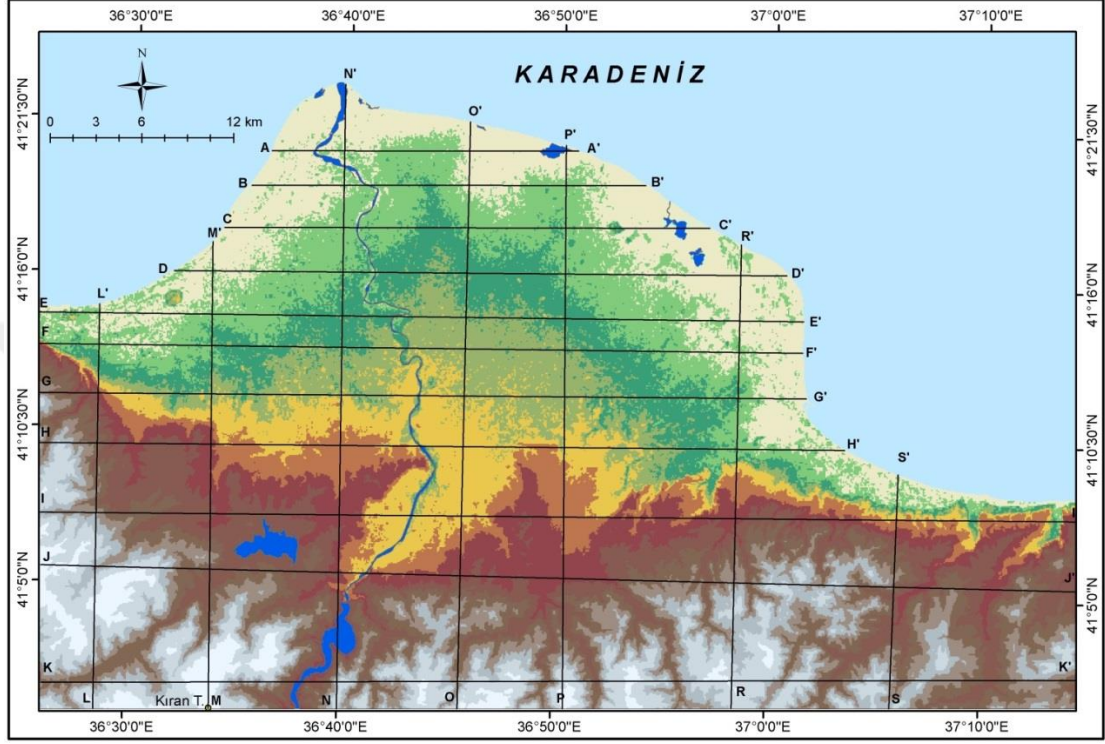 36°30'0"E 36°40'0"E 36°50'0"E 37°0'0"E 37°10'0"E
N
KARADENİZ
N'
O'
0 3 6 12 km
P'
41°21'30"N
41°21'30"N
A
A'
B
B'
C
C'
M'
R'
D
D'
41°16'0"N
41°16'0"N
L'
E
E'
F
F'
G
G'
41°10'30"N
41°10'30"N
H
H'
S'
I
J
J'
41°5'0"N
41°5'0"N
K
K'
L
Kıran T.
M
N
O
P
R
S
36°30'0"E 36°40'0"E 36°50'0"E 37°0'0"E 37°10'0"E